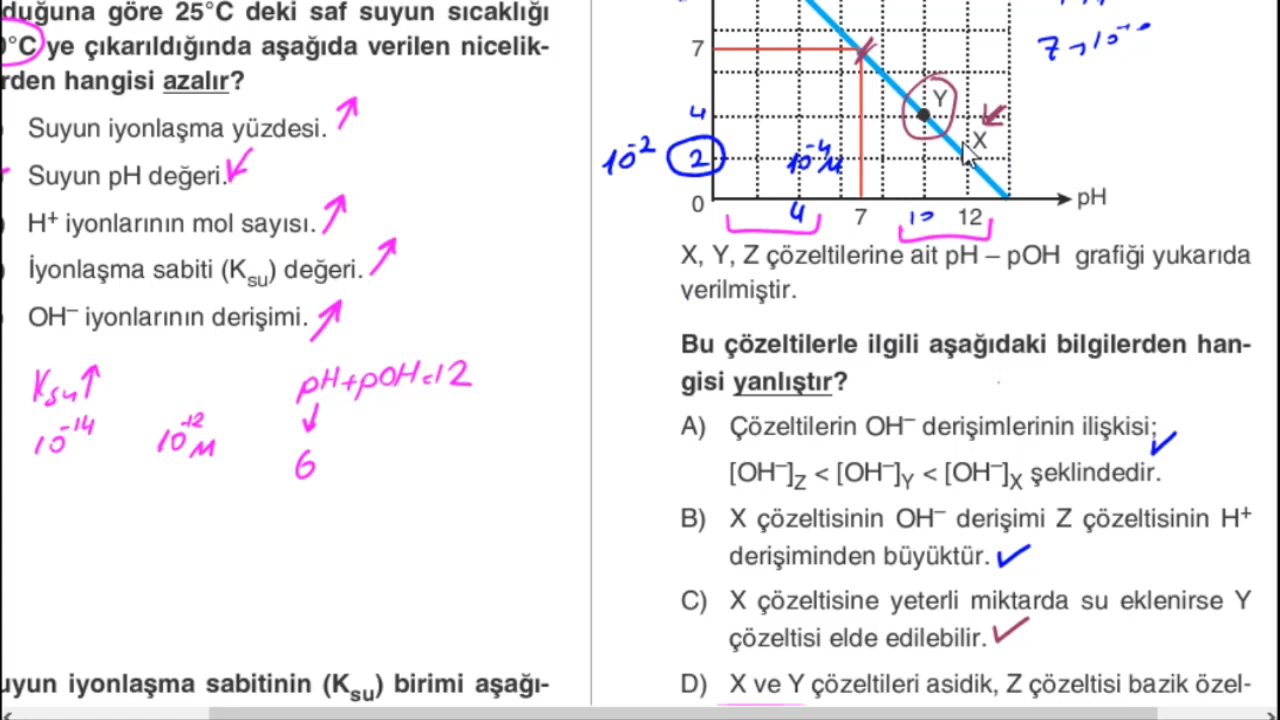 duğuna göre 25°C deki saf suyun sıcaklığı
°C ye çıkarıldığında aşağıda verilen nicelik-
rden hangisi azalır?
Suyun iyonlaşma yüzdesi.
Suyun pH değeri.
H⁺ iyonlarının mol sayısı.
İyonlaşma sabiti (Ksu) değeri.
OH⁻ iyonlarının derişimi.
Ksu
pH+pOH=12
10⁻¹⁴ 10⁻¹² M
6
uyun iyonlaşma sabitinin (Ksu) birimi aşağı-
7
4
10⁻² 2
0
Y
X
10⁻⁴ M
4 7 10 12
pH
X, Y, Z çözeltilerine ait pH – pOH grafiği yukarıda
verilmiştir.
Bu çözeltilerle ilgili aşağıdaki bilgilerden han-
gisi yanlıştır?
A) Çözeltilerin OH⁻ derişimlerinin ilişkisi;
[OH⁻]Z < [OH⁻]Y < [OH⁻]X şeklindedir.
B) X çözeltisinin OH⁻ derişimi Z çözeltisinin H⁺
derişiminden büyüktür.
C) X çözeltisine yeterli miktarda su eklenirse Y
çözeltisi elde edilebilir.
D) X ve Y çözeltileri asidik, Z çözeltisi bazik özel-